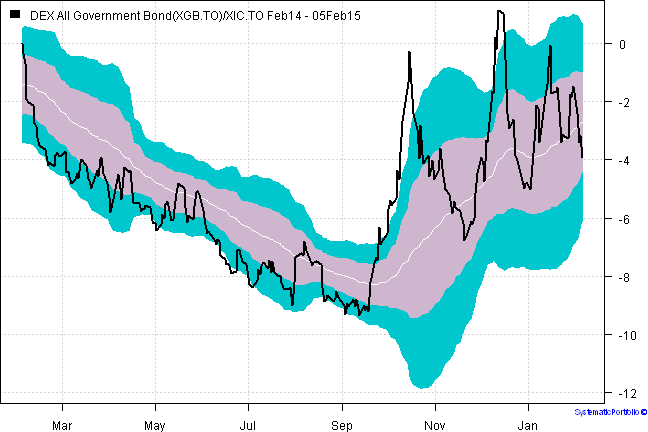 DEX All Government Bond(XGB.TO)/XIC.TO Feb14 - 05Feb15
0
-2
-4
-6
-8
-10
-12
Mar May Jul Sep Nov Jan
SystematicPortfolio ©